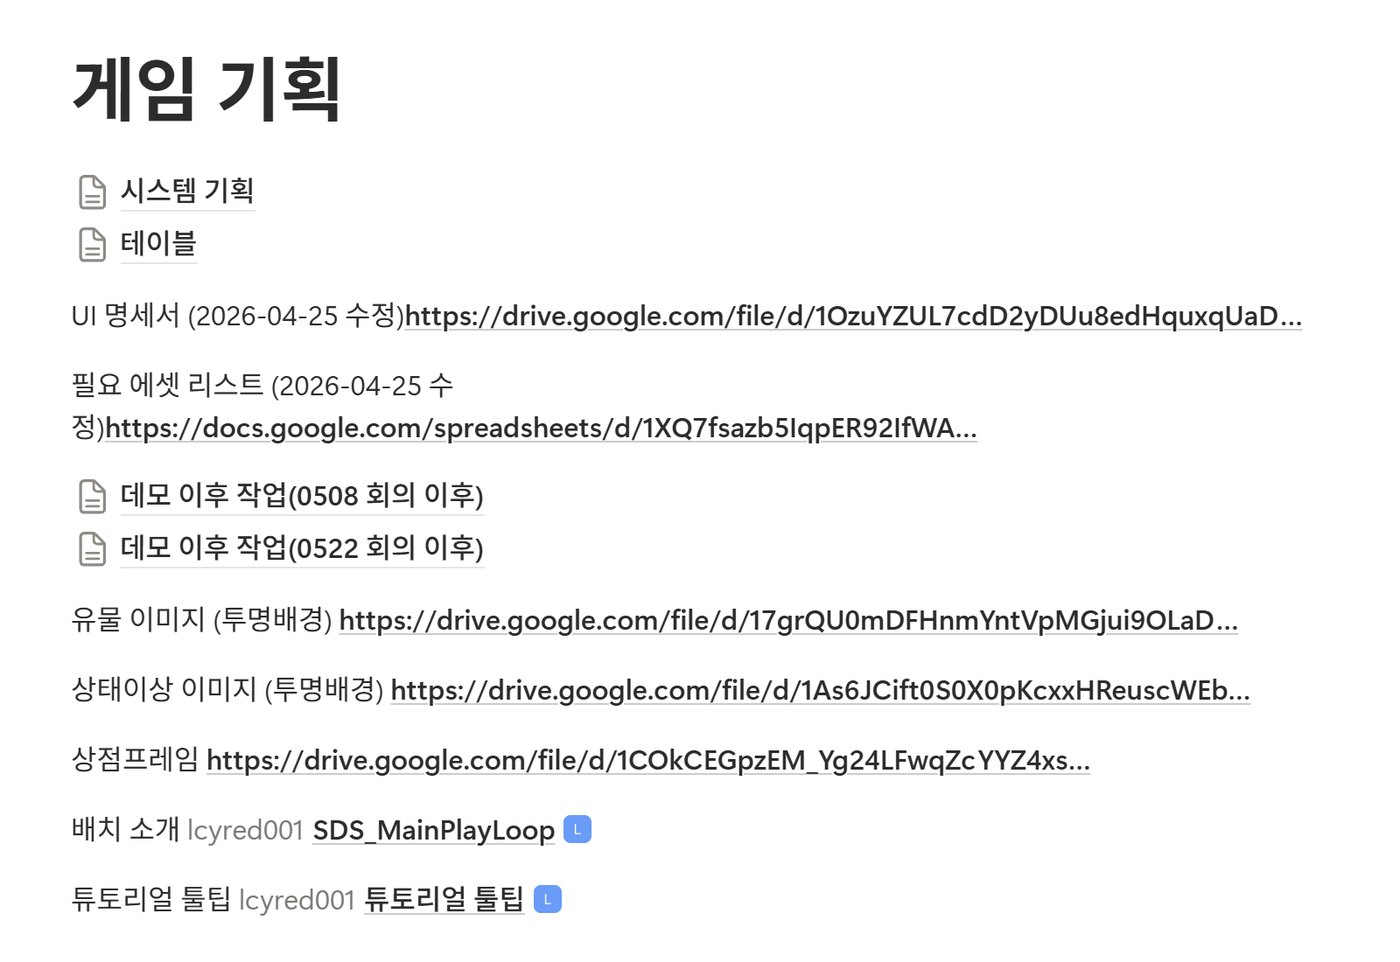 게임 기획
시스템 기획
테이블
UI 명세서 (2026-04-25 수정)https://drive.google.com/file/d/1OzuYZUL7cdD2yDUu8edHquxqUaD...
필요 에셋 리스트 (2026-04-25 수
정)https://docs.google.com/spreadsheets/d/1XQ7fsazb5IqpER92IfWA...
데모 이후 작업(0508 회의 이후)
데모 이후 작업(0522 회의 이후)
유물 이미지 (투명배경) https://drive.google.com/file/d/17grQU0mDFHnmYntVpMGjui9OLaD...
상태이상 이미지 (투명배경) https://drive.google.com/file/d/1As6JCift0S0X0pKcxxHReuscWEb...
상점프레임 https://drive.google.com/file/d/1COkCEGpzEM_Yg24LFwqZcYYZ4xs...
배치 소개 lcyred001 SDS_MainPlayLoop L
튜토리얼 툴팁 lcyred001 튜토리얼 툴팁 L